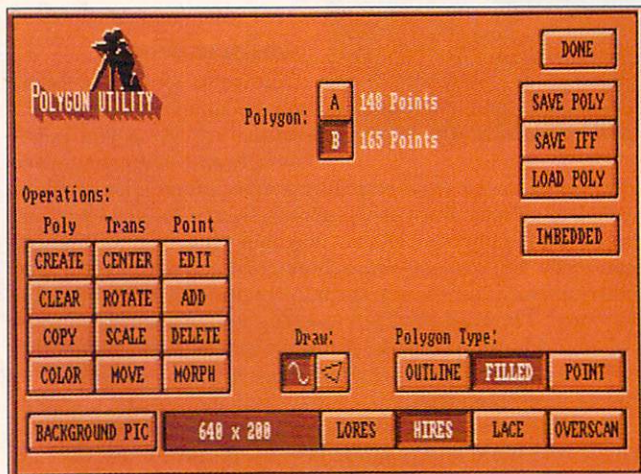 DONE
POLYGON UTILITY
Polygon: A 148 Points
B 165 Points
SAVE POLY
SAVE IFF
LOAD POLY
IMBEDDED
Operations:
Poly Trans Point
CREATE CENTER EDIT
CLEAR ROTATE ADD
COPY SCALE DELETE
COLOR MOVE MORPH
Draw:
Polygon Type:
OUTLINE FILLED POINT
BACKGROUND PIC 640 x 200 LORES HIRES LACE OVERSCAN